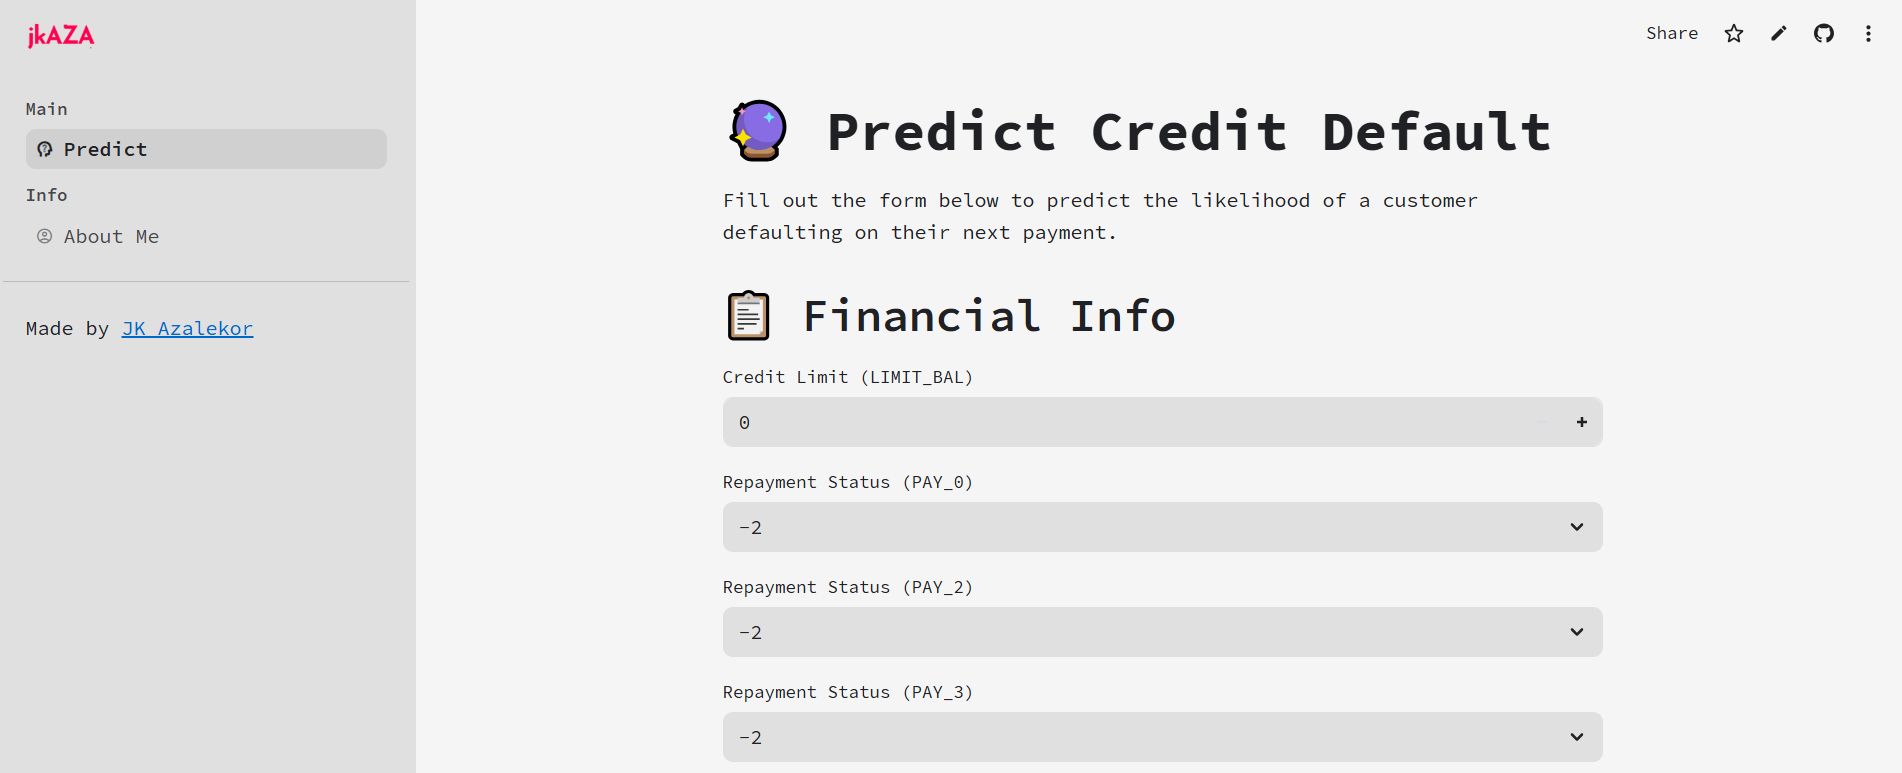 jkAZA
Share
Main
Predict
Info
About Me
Made by JK Azalekor
Predict Credit Default
Fill out the form below to predict the likelihood of a customer
defaulting on their next payment.
Financial Info
Credit Limit (LIMIT_BAL)
0
Repayment Status (PAY_0)
-2
Repayment Status (PAY_2)
-2
Repayment Status (PAY_3)
-2